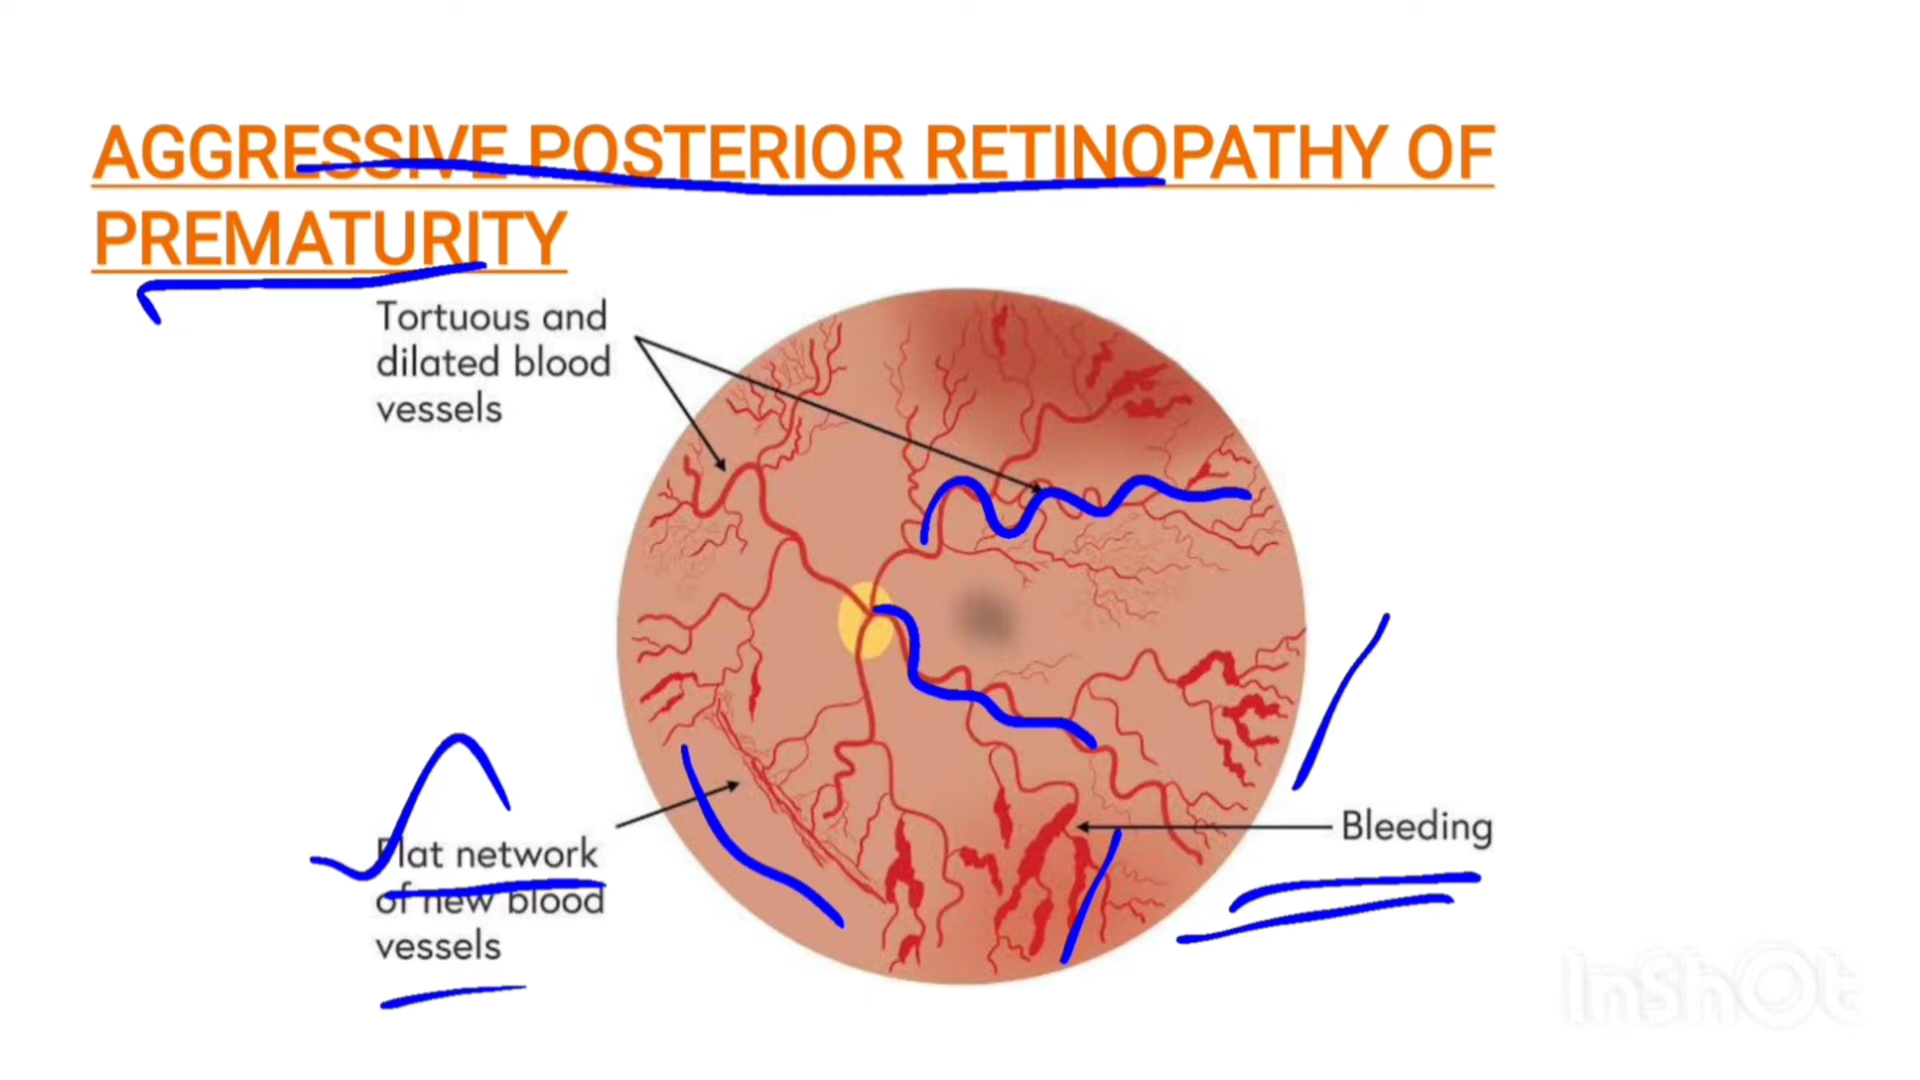 AGGRESSIVE POSTERIOR RETINOPATHY OF
PREMATURITY
Tortuous and
dilated blood
vessels
Flat network
of new blood
vessels
Bleeding
InShOt